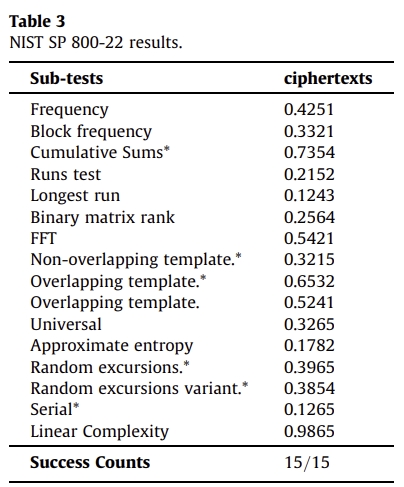 Table 3
NIST SP 800-22 results.
Sub-tests ciphertexts
Frequency 0.4251
Block frequency 0.3321
Cumulative Sums* 0.7354
Runs test 0.2152
Longest run 0.1243
Binary matrix rank 0.2564
FFT 0.5421
Non-overlapping template.* 0.3215
Overlapping template.* 0.6532
Overlapping template. 0.5241
Universal 0.3265
Approximate entropy 0.1782
Random excursions.* 0.3965
Random excursions variant.* 0.3854
Serial* 0.1265
Linear Complexity 0.9865
Success Counts 15/15